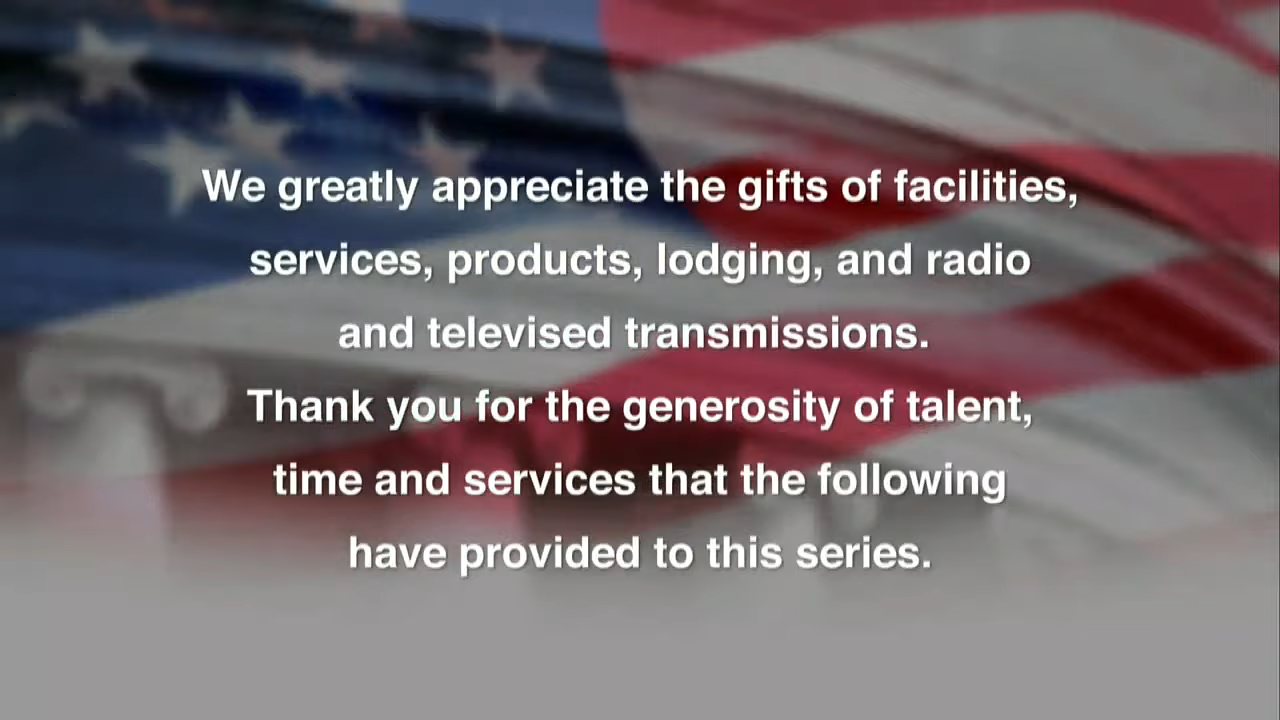 We greatly appreciate the gifts of facilities,
services, products, lodging, and radio
and televised transmissions.
Thank you for the generosity of talent,
time and services that the following
have provided to this series.